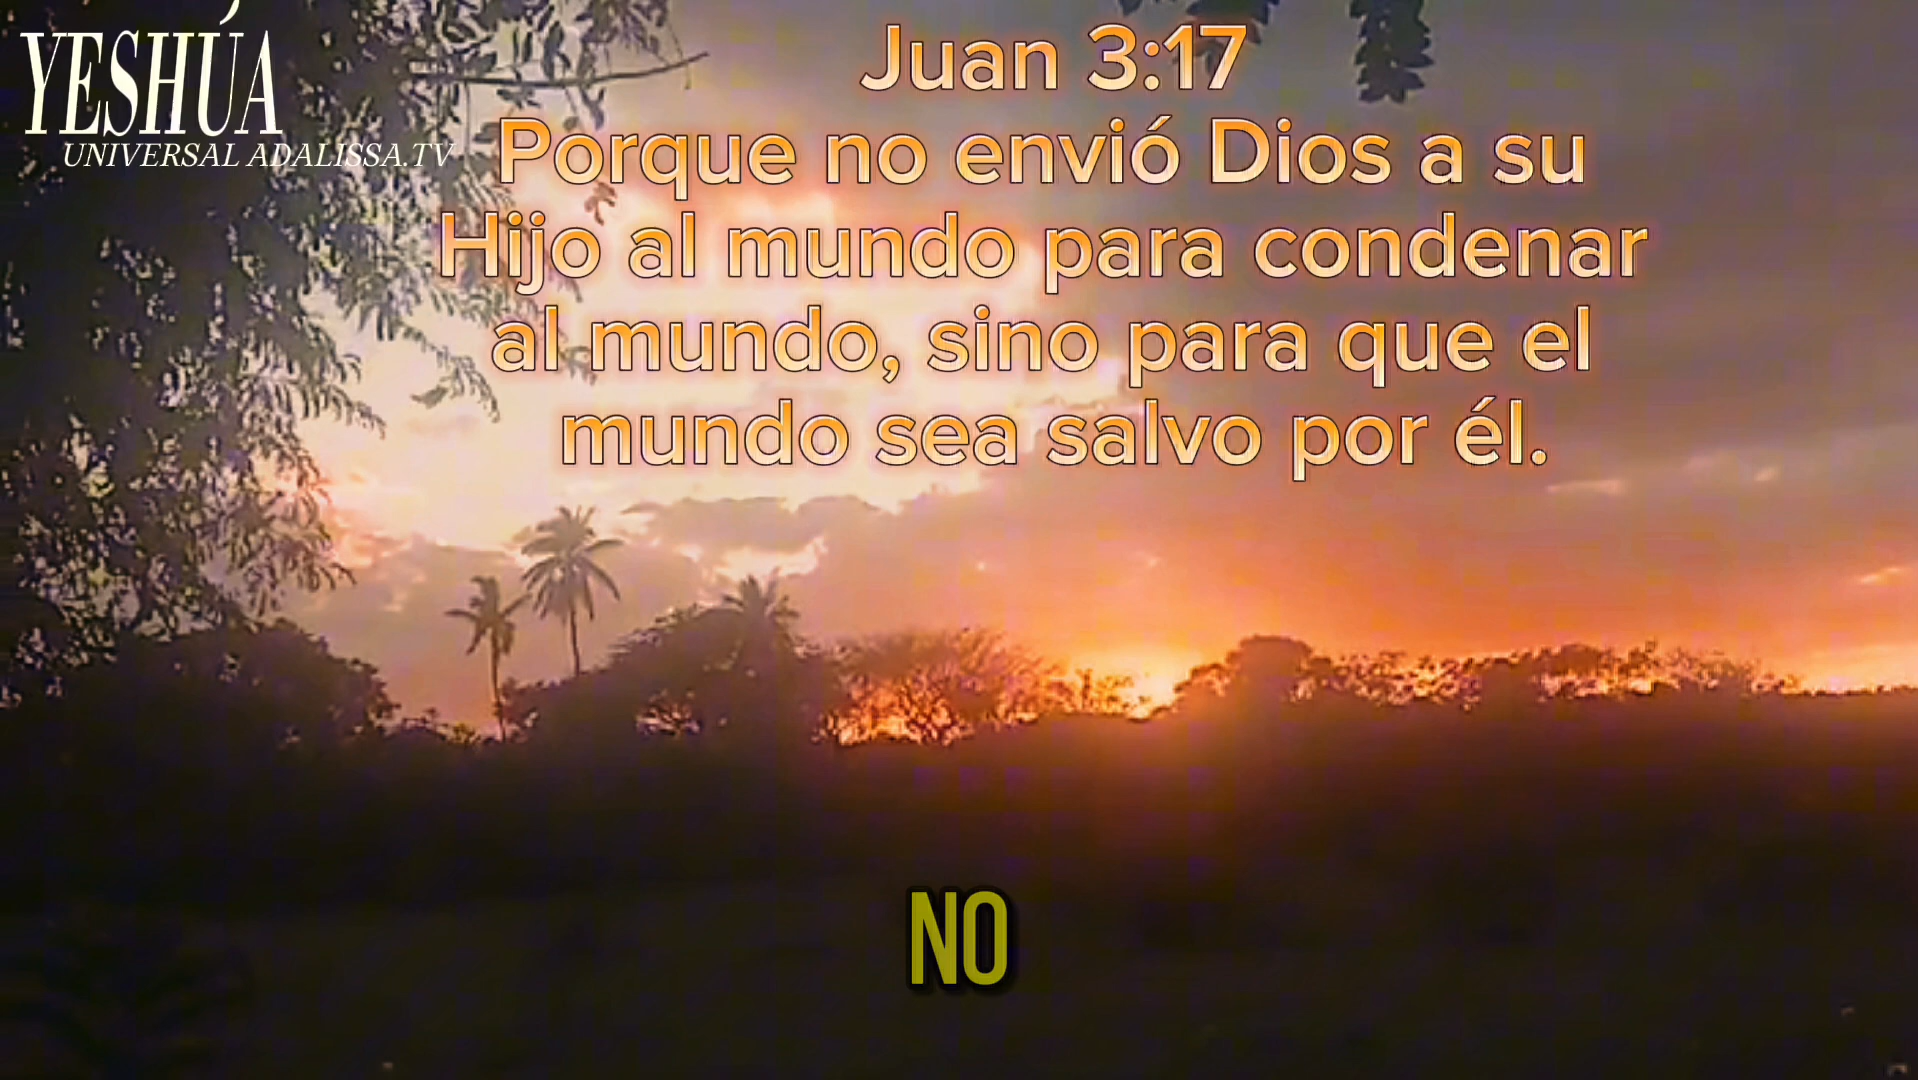 YESHÚA
UNIVERSAL ADALISSA.TV
Juan 3:17
Porque no envió Dios a su
Hijo al mundo para condenar
al mundo, sino para que el
mundo sea salvo por él.
NO